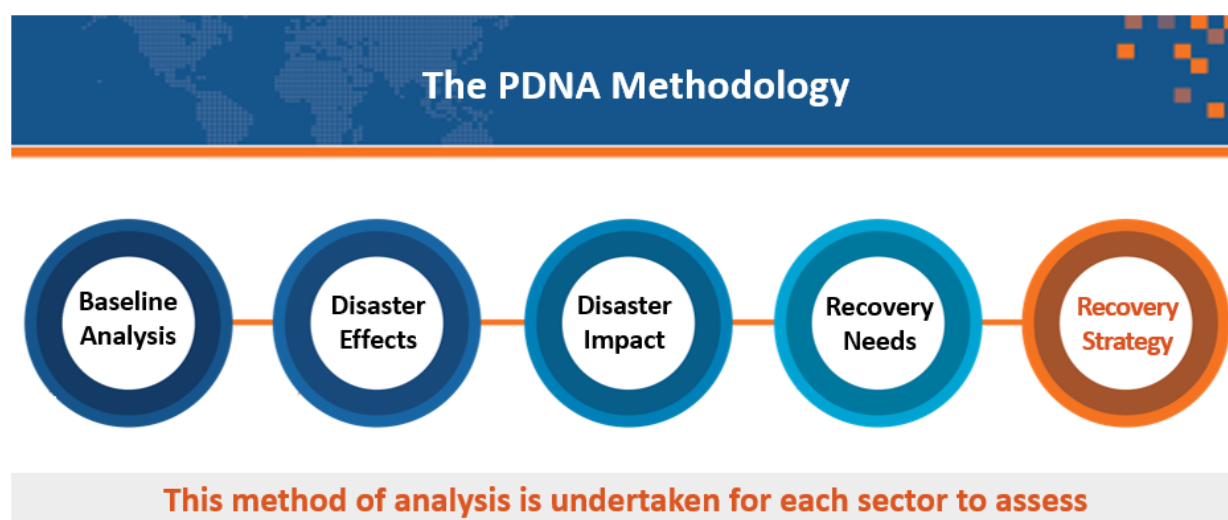 The PDNA Methodology
Baseline
Analysis
Disaster
Effects
Disaster
Impact
Recovery
Needs
Recovery
Strategy
This method of analysis is undertaken for each sector to assess